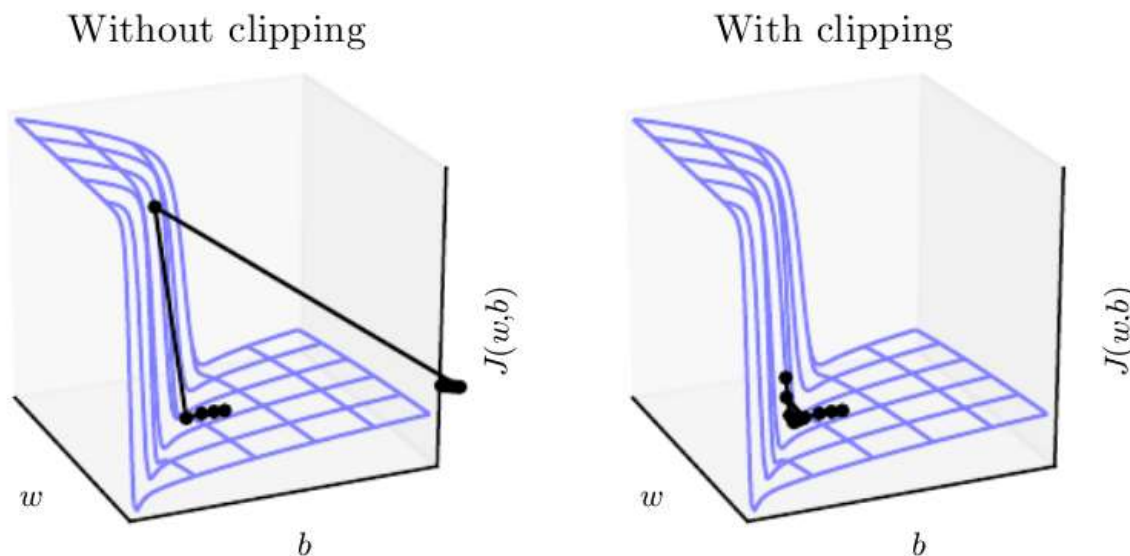 Without clipping
With clipping
J(w,b)
w
b
J(w.b)
w
b